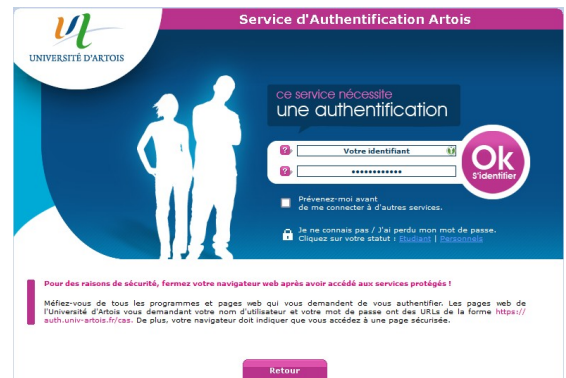 Service d'Authentification Artois
UNIVERSITÉ D'ARTOIS
ce service nécessite
une authentification
? Votre identifiant
? ••••••••••••
Ok
S'identifier
Prévenez-moi avant
de me connecter à d'autres services.
Je ne connais pas / J'ai perdu mon mot de passe.
Cliquez sur votre statut : Etudiant | Personnels
Pour des raisons de sécurité, fermez votre navigateur web après avoir accédé aux services protégés !
Méfiez-vous de tous les programmes et pages web qui vous demandent de vous authentifier. Les pages web de
l'Université d'Artois vous demandant votre nom d'utilisateur et votre mot de passe ont des URLs de la forme https://
auth.univ-artois.fr/cas. De plus, votre navigateur doit indiquer que vous accédez à une page sécurisée.
Retour